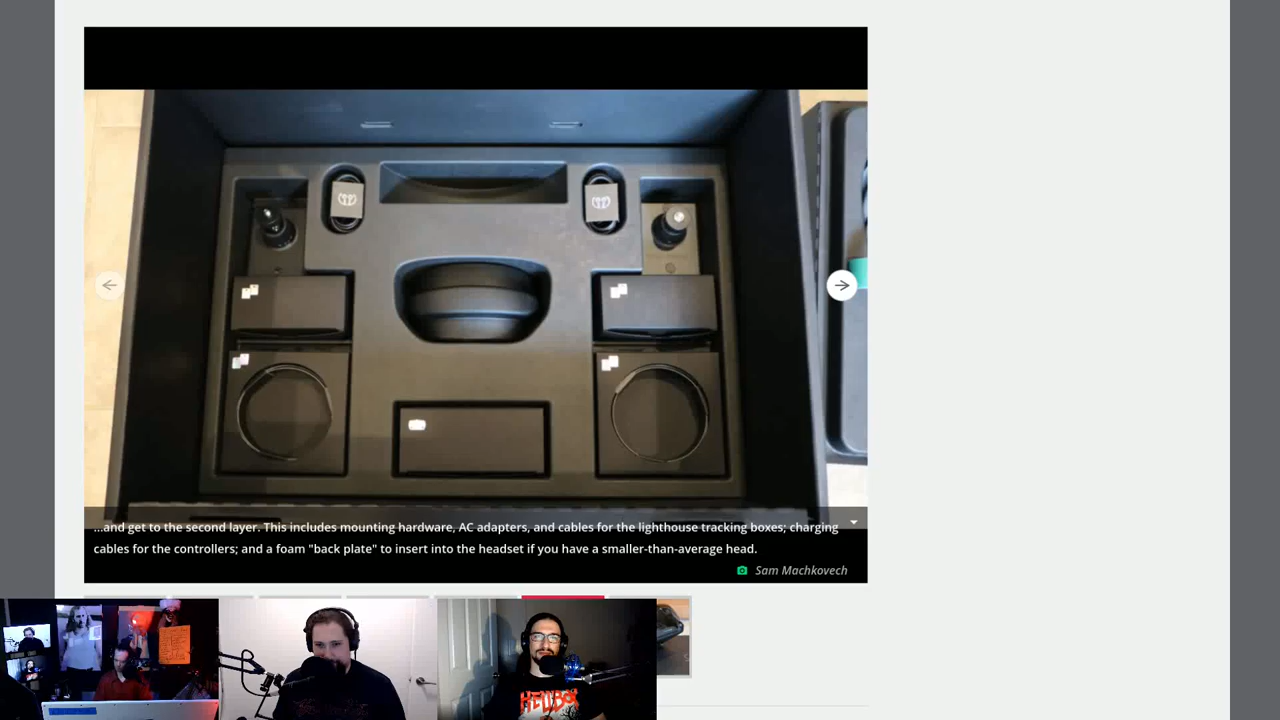 ...and get to the second layer. This includes mounting hardware, AC adapters, and cables for the lighthouse tracking boxes; charging
cables for the controllers; and a foam "back plate" to insert into the headset if you have a smaller-than-average head.
Sam Machkovech
HELLBOY